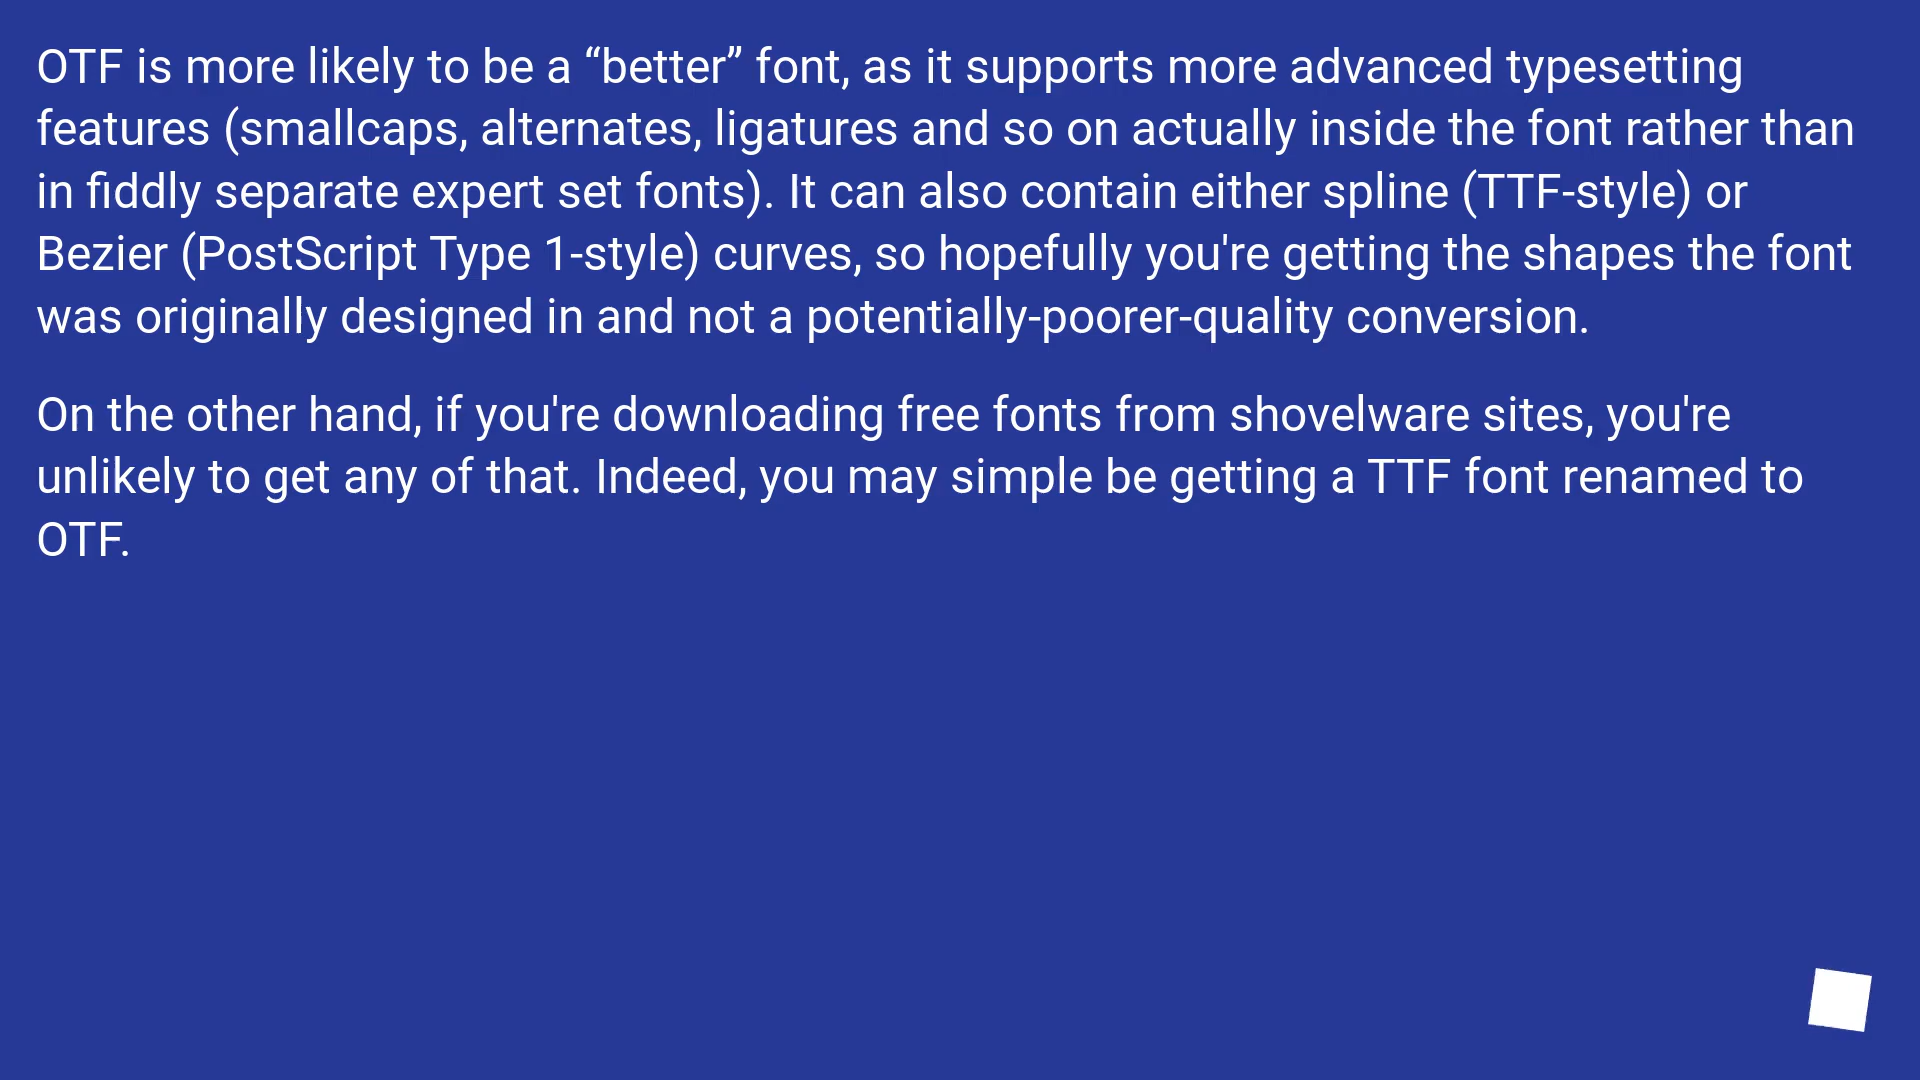 OTF is more likely to be a “better” font, as it supports more advanced typesetting
features (smallcaps, alternates, ligatures and so on actually inside the font rather than
in fiddly separate expert set fonts). It can also contain either spline (TTF-style) or
Bezier (PostScript Type 1-style) curves, so hopefully you're getting the shapes the font
was originally designed in and not a potentially-poorer-quality conversion.
On the other hand, if you're downloading free fonts from shovelware sites, you're
unlikely to get any of that. Indeed, you may simple be getting a TTF font renamed to
OTF.